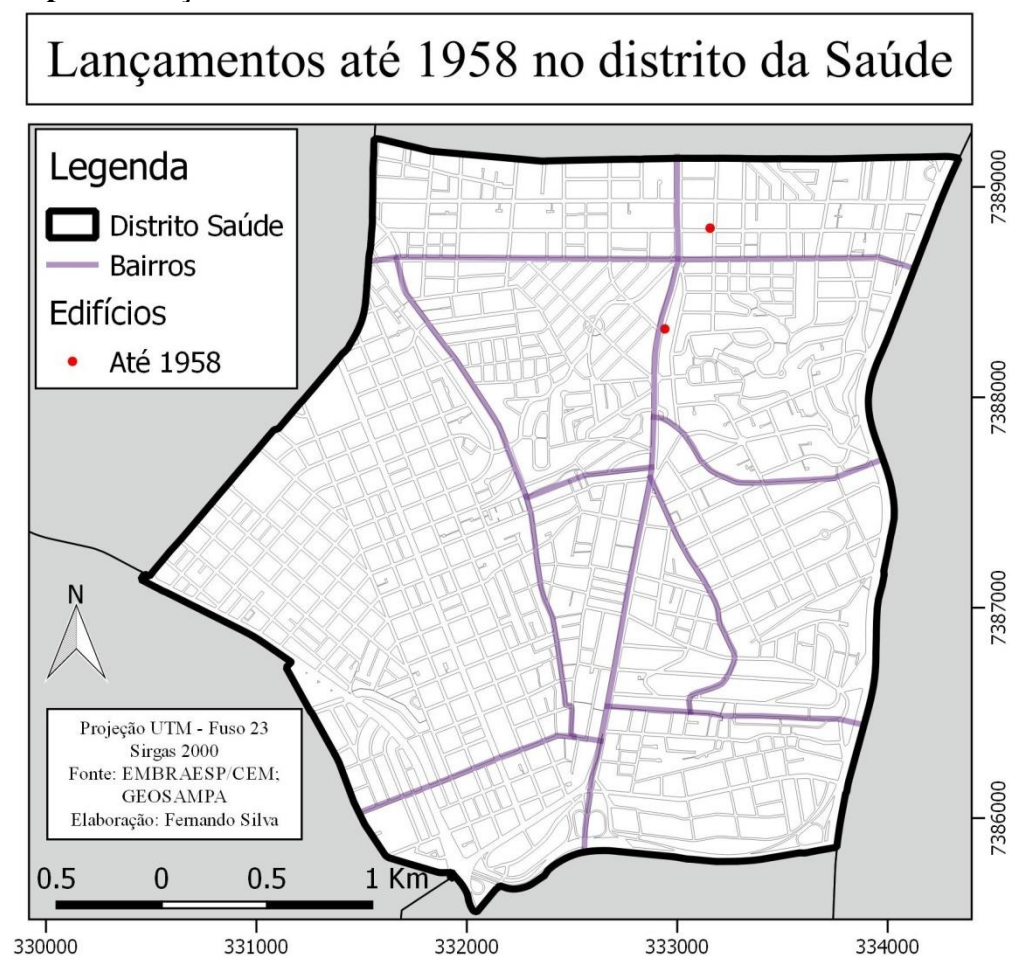 Lançamentos até 1958 no distrito da Saúde
Legenda
Distrito Saúde
Bairros
Edifícios
Até 1958
N
Projeção UTM - Fuso 23
Sirgas 2000
Fonte: EMBRAESP/CEM;
GEOSAMPA
Elaboração: Fernando Silva
0.5 0 0.5 1 Km
330000 331000 332000 333000 334000
7389000
7388000
7387000
7386000